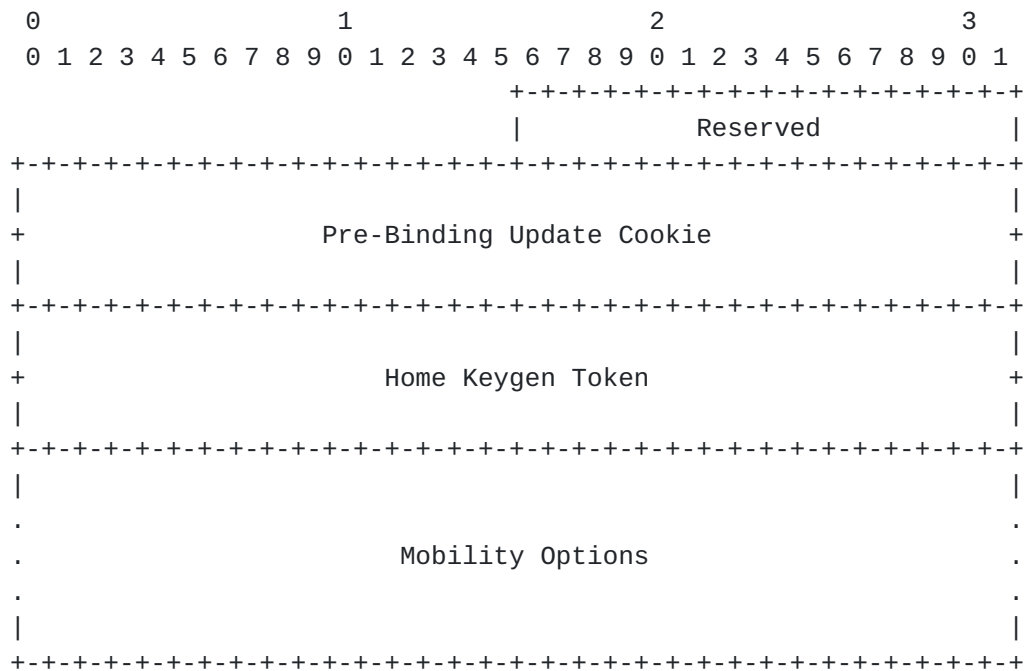 0                   1                   2                   3
 0 1 2 3 4 5 6 7 8 9 0 1 2 3 4 5 6 7 8 9 0 1 2 3 4 5 6 7 8 9 0 1
                                +-+-+-+-+-+-+-+-+-+-+-+-+-+-+-+-+
                                |           Reserved            |
+-+-+-+-+-+-+-+-+-+-+-+-+-+-+-+-+-+-+-+-+-+-+-+-+-+-+-+-+-+-+-+-+
|                                                               |
+                   Pre-Binding Update Cookie                   +
|                                                               |
+-+-+-+-+-+-+-+-+-+-+-+-+-+-+-+-+-+-+-+-+-+-+-+-+-+-+-+-+-+-+-+-+
|                                                               |
+                       Home Keygen Token                       +
|                                                               |
+-+-+-+-+-+-+-+-+-+-+-+-+-+-+-+-+-+-+-+-+-+-+-+-+-+-+-+-+-+-+-+-+
|                                                               |
.                                                               .
.                        Mobility Options                       .
.                                                               .
|                                                               |
+-+-+-+-+-+-+-+-+-+-+-+-+-+-+-+-+-+-+-+-+-+-+-+-+-+-+-+-+-+-+-+-+